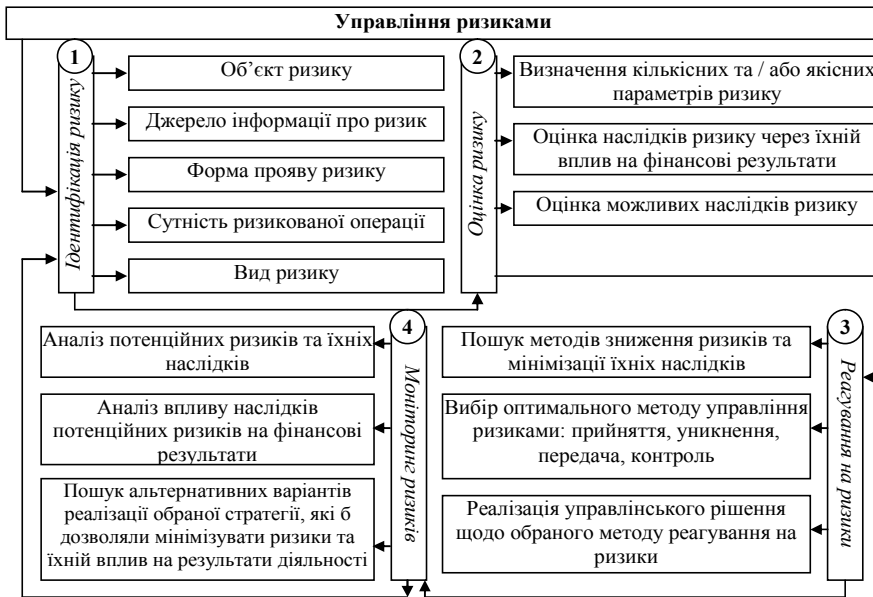 Управління ризиками
1
Ідентифікація ризику
Об’єкт ризику
Джерело інформації про ризик
Форма прояву ризику
Сутність ризикованої операції
Вид ризику
2
Оцінка ризику
Визначення кількісних та / або якісних
параметрів ризику
Оцінка наслідків ризику через їхній
вплив на фінансові результати
Оцінка можливих наслідків ризику
3
Реагування на ризики
Пошук методів зниження ризиків та
мінімізації їхніх наслідків
Вибір оптимального методу управління
ризиками: прийняття, уникнення,
передача, контроль
Реалізація управлінського рішення
щодо обраного методу реагування на
ризики
4
Моніторинг ризиків
Аналіз потенційних ризиків та їхніх
наслідків
Аналіз впливу наслідків
потенційних ризиків на фінансові
результати
Пошук альтернативних варіантів
реалізації обраної стратегії, які б
дозволяли мінімізувати ризики та
їхній вплив на результати діяльності